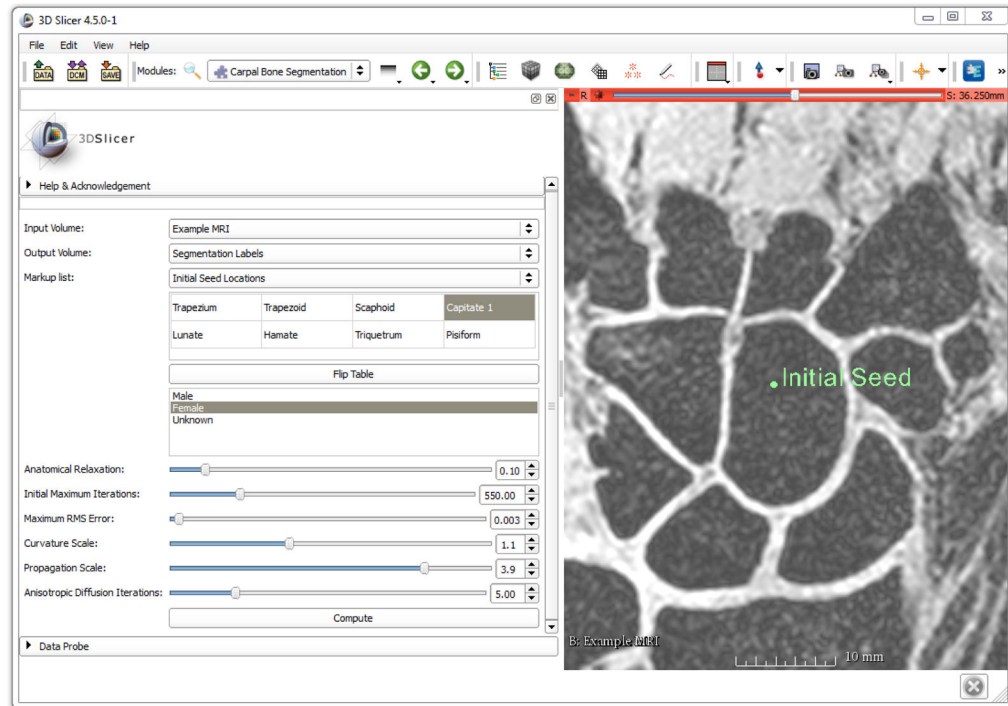 3D Slicer 4.5.0-1
File Edit View Help
DATA DCM SAVE Modules: Carpal Bone Segmentation »
R S: 36.250mm
3DSlicer
Help & Acknowledgement
Input Volume: Example MRI
Output Volume: Segmentation Labels
Markup list: Initial Seed Locations
Trapezium Trapezoid Scaphoid Capitate 1
Lunate Hamate Triquetrum Pisiform
Flip Table
Male
Female
Unknown
Anatomical Relaxation: 0.10
Initial Maximum Iterations: 550.00
Maximum RMS Error: 0.003
Curvature Scale: 1.1
Propagation Scale: 3.9
Anisotropic Diffusion Iterations: 5.00
Compute
Data Probe
Initial Seed
B: Example MRI
10 mm